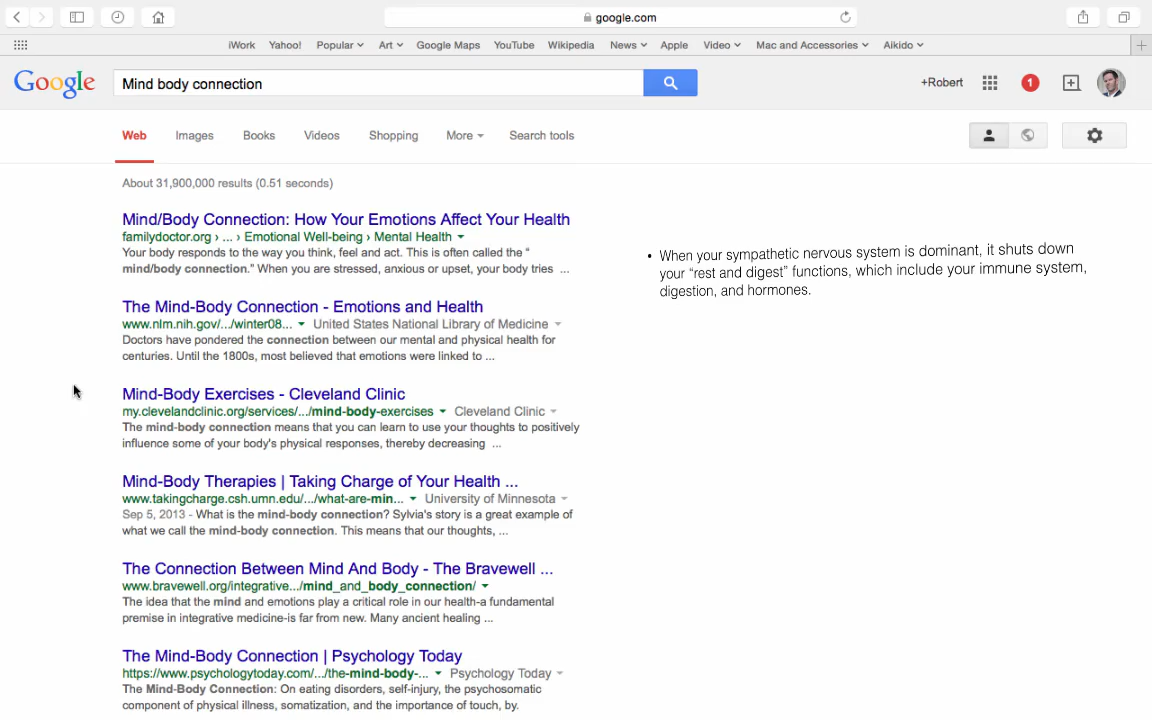 google.com
iWork Yahoo! Popular Art Google Maps YouTube Wikipedia News Apple Video Mac and Accessories Aikido
Google Mind body connection +Robert 1
Web Images Books Videos Shopping More Search tools
About 31,900,000 results (0.51 seconds)
Mind/Body Connection: How Your Emotions Affect Your Health
familydoctor.org › ... › Emotional Well-being › Mental Health
Your body responds to the way you think, feel and act. This is often called the "
mind/body connection." When you are stressed, anxious or upset, your body tries ...
The Mind-Body Connection - Emotions and Health
www.nlm.nih.gov/.../winter08... United States National Library of Medicine
Doctors have pondered the connection between our mental and physical health for
centuries. Until the 1800s, most believed that emotions were linked to ...
Mind-Body Exercises - Cleveland Clinic
my.clevelandclinic.org/services/.../mind-body-exercises Cleveland Clinic
The mind-body connection means that you can learn to use your thoughts to positively
influence some of your body's physical responses, thereby decreasing ...
Mind-Body Therapies | Taking Charge of Your Health ...
www.takingcharge.csh.umn.edu/.../what-are-min... University of Minnesota
Sep 5, 2013 - What is the mind-body connection? Sylvia's story is a great example of
what we call the mind-body connection. This means that our thoughts, ...
The Connection Between Mind And Body - The Bravewell ...
www.bravewell.org/integrative.../mind_and_body_connection/
The idea that the mind and emotions play a critical role in our health-a fundamental
premise in integrative medicine-is far from new. Many ancient healing ...
The Mind-Body Connection | Psychology Today
https://www.psychologytoday.com/.../the-mind-body-... Psychology Today
The Mind-Body Connection: On eating disorders, self-injury, the psychosomatic
component of physical illness, somatization, and the importance of touch, by.
• When your sympathetic nervous system is dominant, it shuts down
your “rest and digest” functions, which include your immune system,
digestion, and hormones.